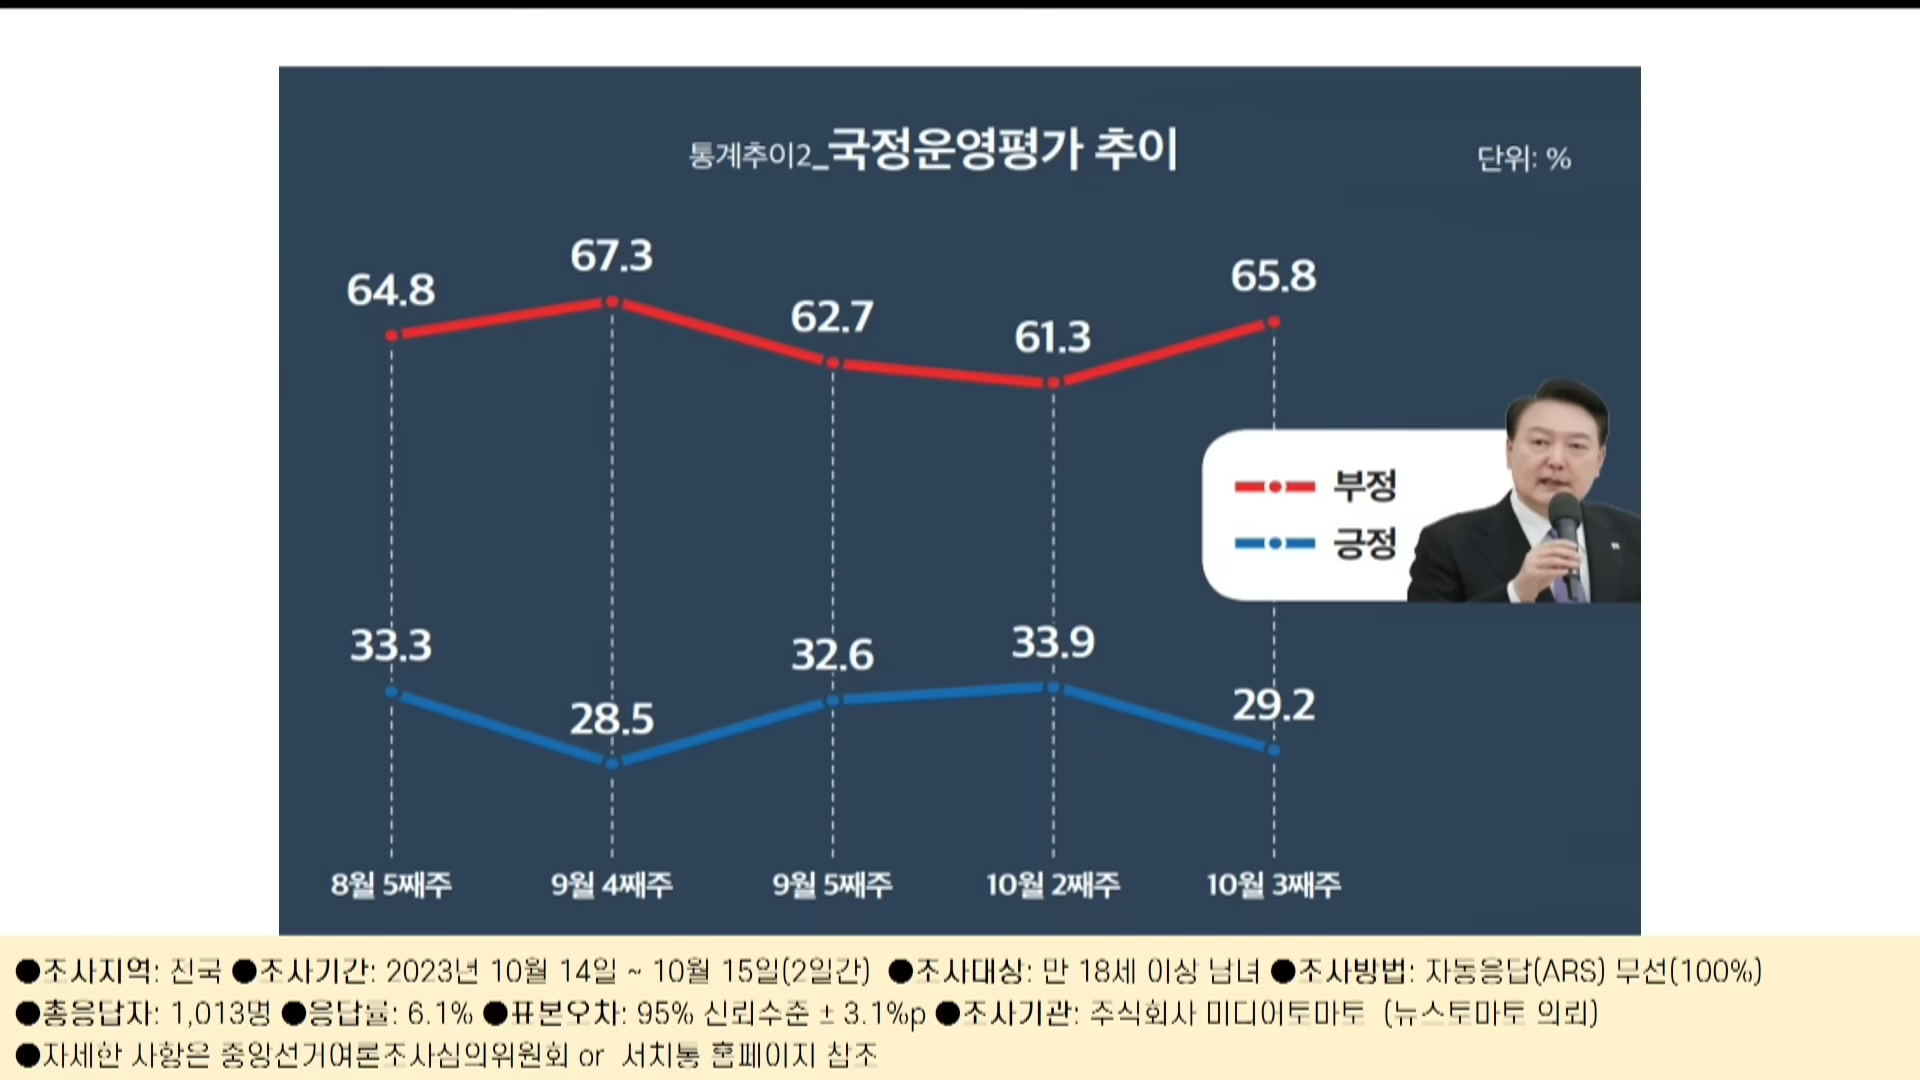 통계추이2_국정운영평가 추이
단위: %
64.8
67.3
62.7
61.3
65.8
부정
긍정
33.3
28.5
32.6
33.9
29.2
8월 5째주
9월 4째주
9월 5째주
10월 2째주
10월 3째주
●조사지역: 전국 ●조사기간: 2023년 10월 14일 ~ 10월 15일(2일간) ●조사대상: 만 18세 이상 남녀 ●조사방법: 자동응답(ARS) 무선(100%)
●총응답자: 1,013명 ●응답률: 6.1% ●표본오차: 95% 신뢰수준 ± 3.1%p ●조사기관: 주식회사 미디어토마토 (뉴스토마토 의뢰)
●자세한 사항은 중앙선거여론조사심의위원회 or 서치통 홈페이지 참조